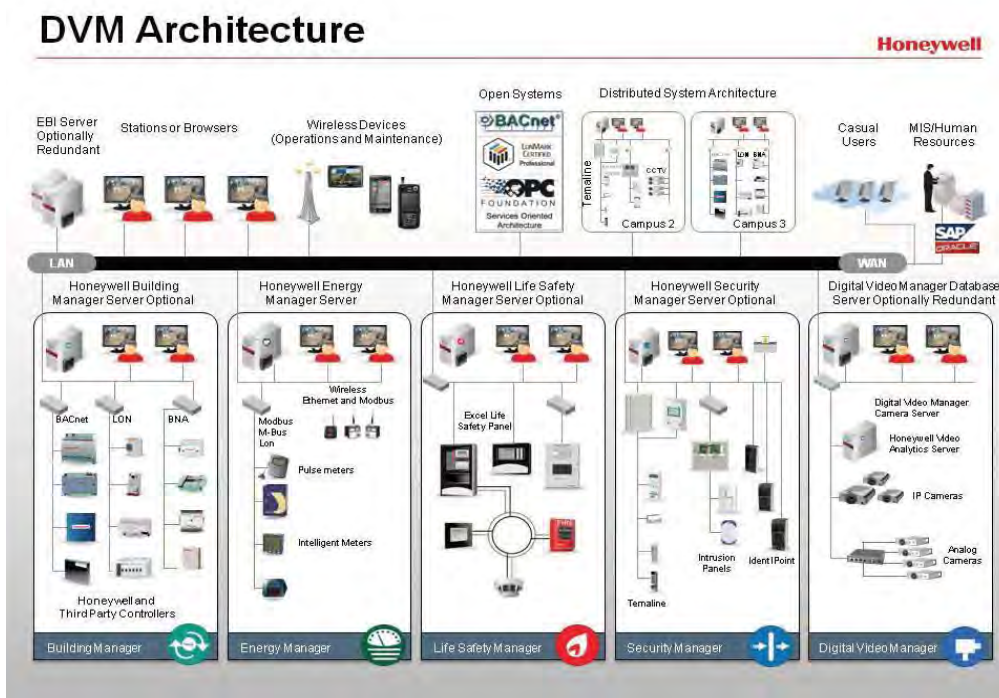 DVM Architecture
Honeywell
EBI Server
Optionally
Redundant
Stations or Browsers
Wireless Devices
(Operations and Maintenance)
Open Systems
BACnet®
LONMARK
CERTIFIED
Professional
OPC
FOUNDATION
Services Oriented
Architecture
Distributed System Architecture
Temaline
CCTV
Campus 2
LON BNA
Campus 3
Casual
Users
MIS/Human
Resources
SAP
ORACLE
LAN
WAN
Honeywell Building
Manager Server Optional
Honeywell Energy
Manager Server
Honeywell Life Safety
Manager Server Optional
Honeywell Security
Manager Server Optional
Digital Video Manager Database
Server Optionally Redundant
BACnet
LON
BNA
Honeywell and
Third Party Controllers
Building Manager
Wireless
Ethernet and Modbus
Modbus
M-Bus
Lon
Pulse meters
Intelligent Meters
Energy Manager
Excel Life
Safety Panel
FIRE
Life Safety Manager
Temaline
Intrusion
Panels
IdentIPoint
Security Manager
Digital Video Manager
Camera Server
Honeywell Video
Analytics Server
IP Cameras
Analog
Cameras
Digital Video Manager